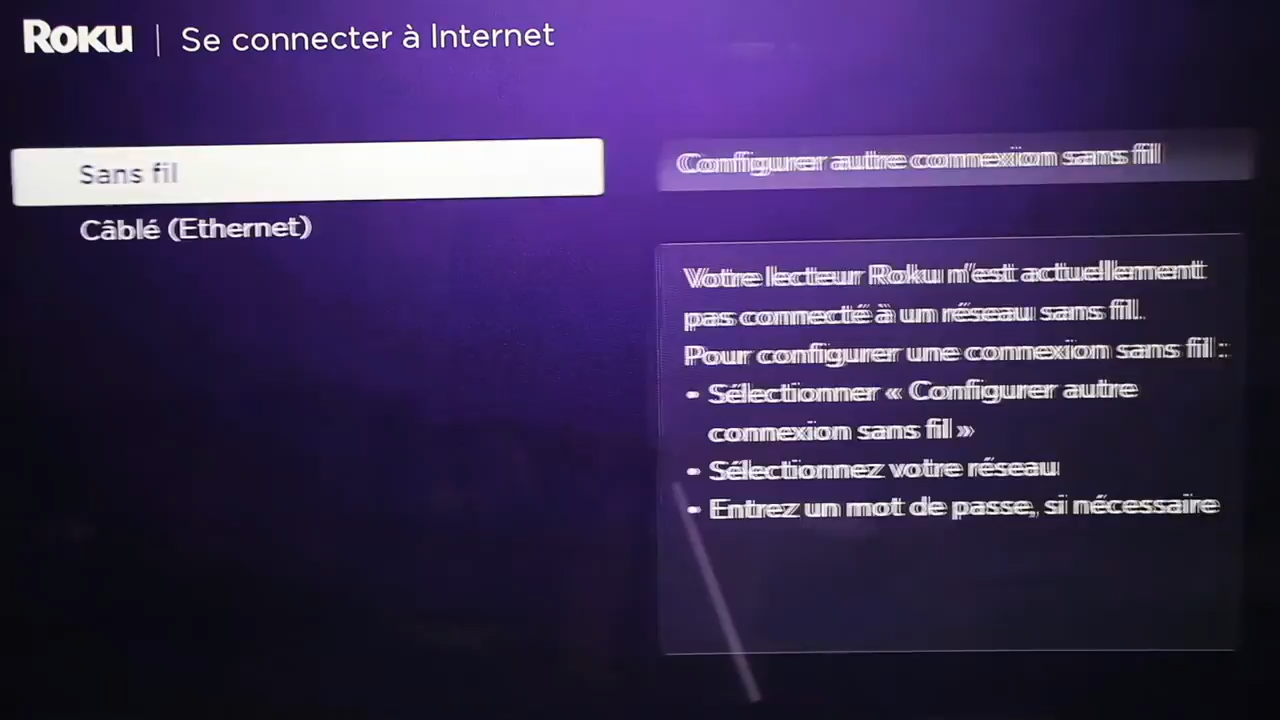 Roku | Se connecter à Internet
Sans fil
Câblé (Ethernet)
Configurer autre connexion sans fil
Votre lecteur Roku n'est actuellement
pas connecté à un réseau sans fil.
Pour configurer une connexion sans fil :
• Sélectionner « Configurer autre
connexion sans fil »
• Sélectionnez votre réseau
• Entrez un mot de passe, si nécessaire